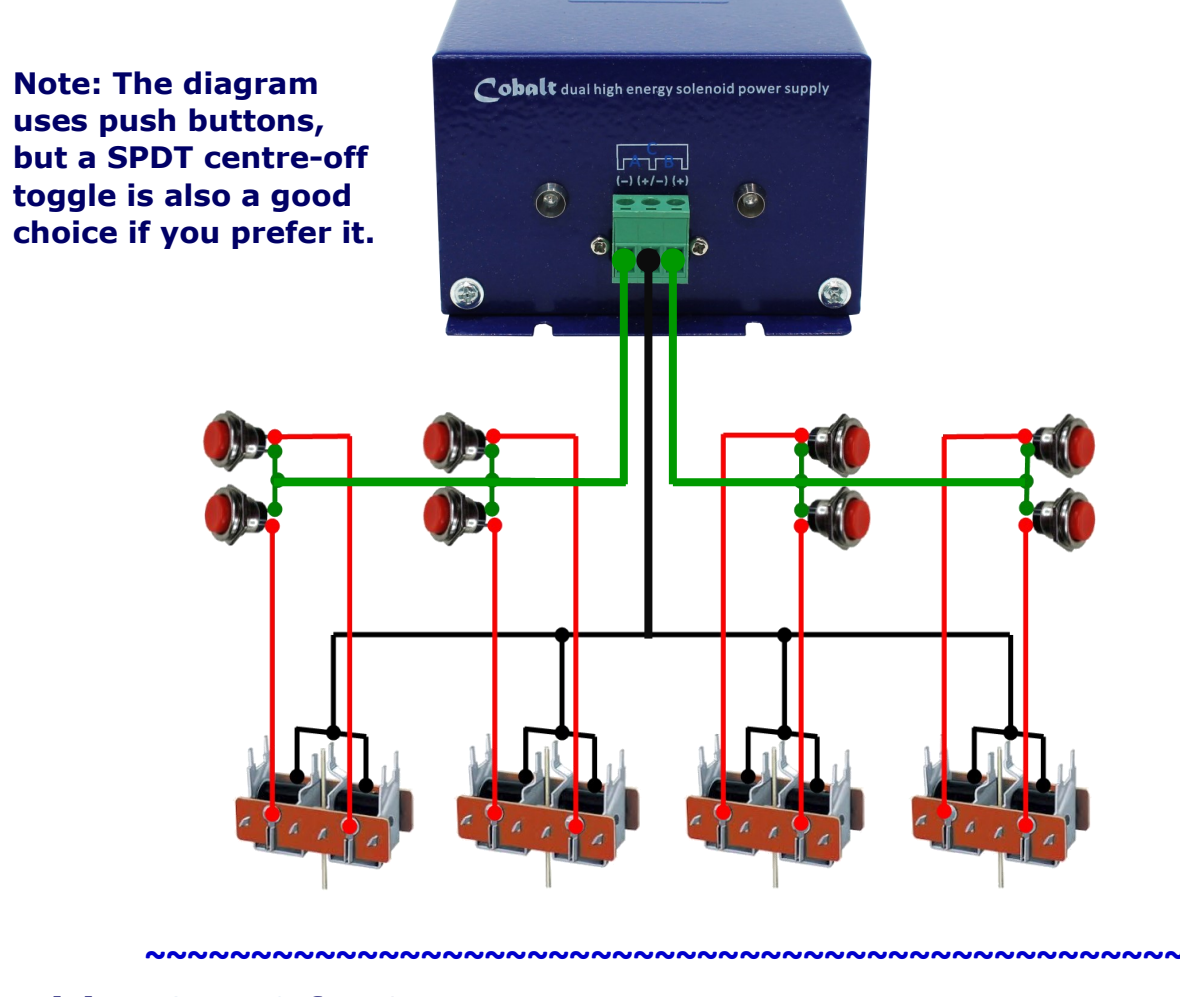 Note: The diagram
uses push buttons,
but a SPDT centre-off
toggle is also a good
choice if you prefer it.
Cobalt dual high energy solenoid power supply
C
A B
(-) (+/-) (+)
~~~~~~~~~~~~~~~~~~~~~~~~~~~~~~~~~~~~~~~~~~~~~~~~~